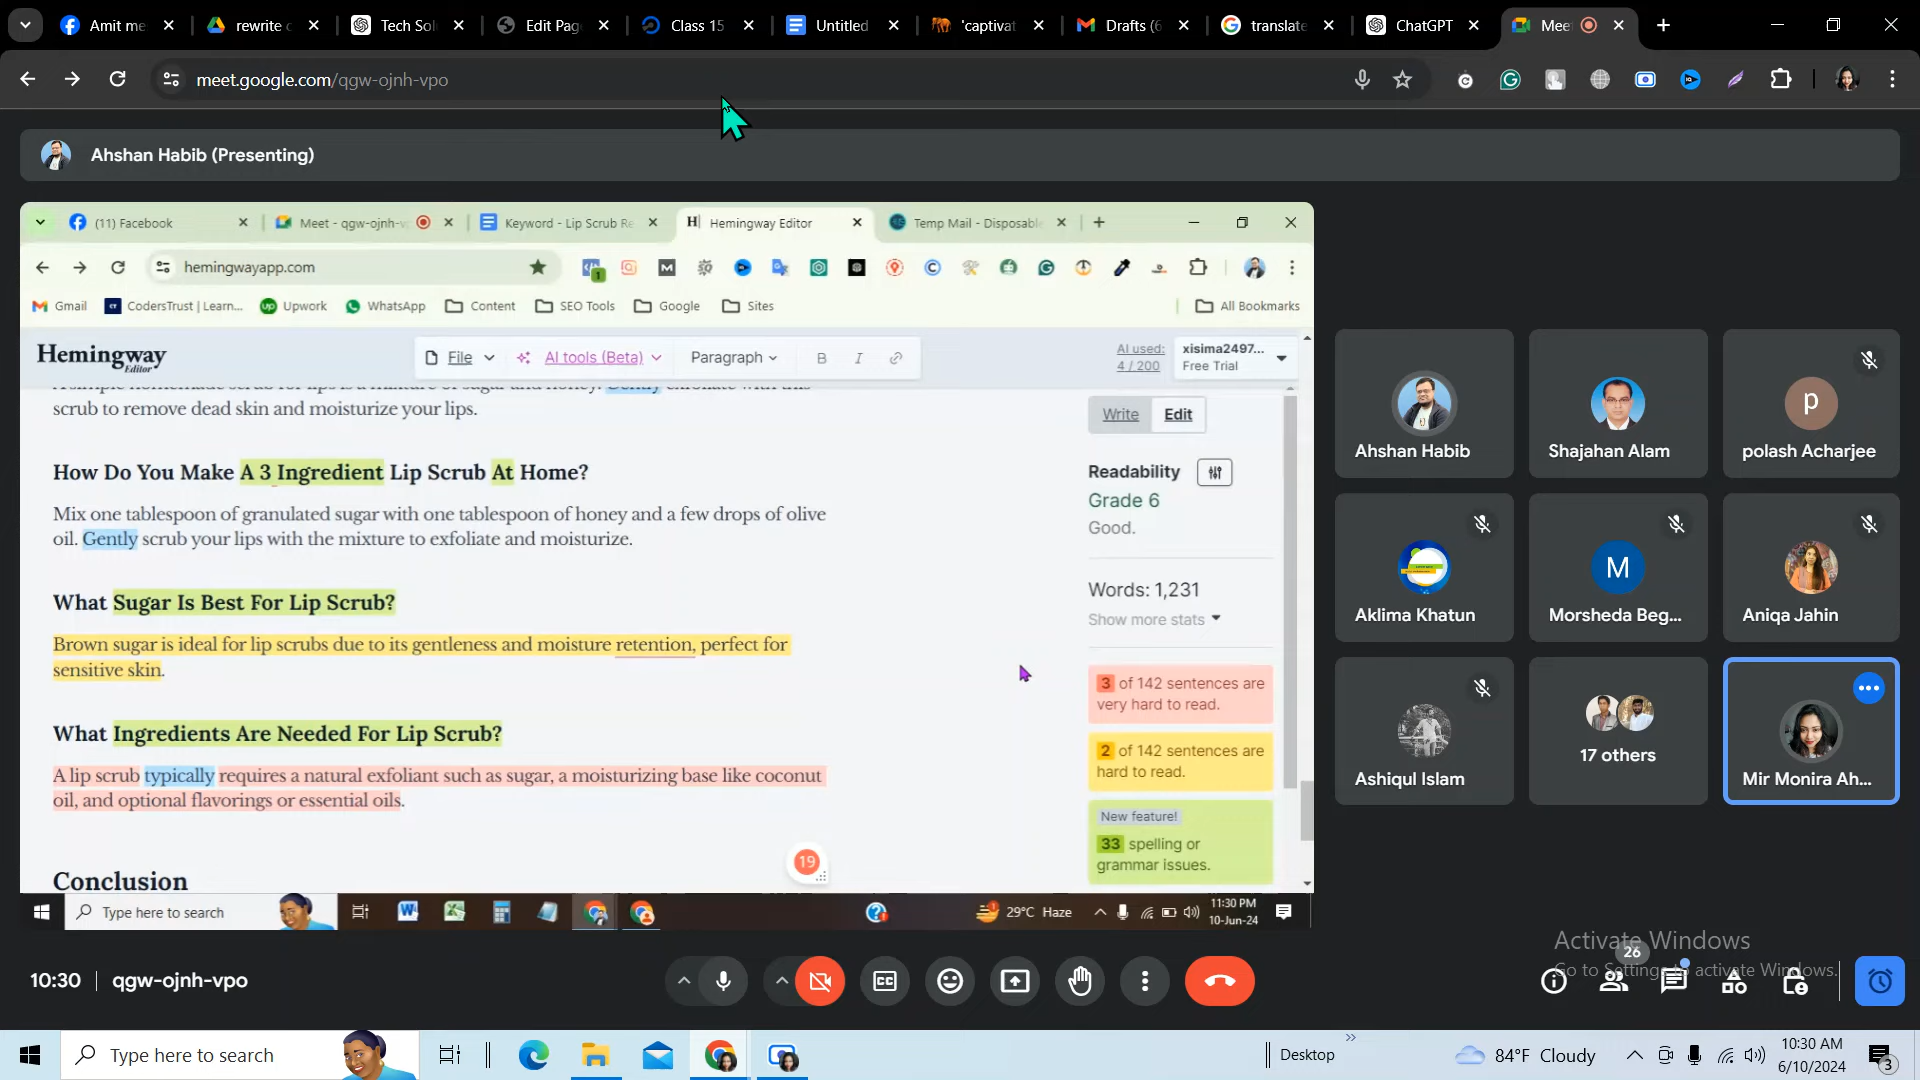 Amit me
rewrite c
Tech Sol
Edit Pag
Class 15
Untitled
'captivat
Drafts (6
translate
ChatGPT
Meet
meet.google.com/qgw-ojnh-vpo
Ahshan Habib (Presenting)
(11) Facebook
Meet - qgw-ojnh-v
Keyword - Lip Scrub Re
Hemingway Editor
Temp Mail - Disposable
hemingwayapp.com
Gmail
CodersTrust | Learn...
Upwork
WhatsApp
Content
SEO Tools
Google
Sites
All Bookmarks
Hemingway
Editor
File
AI tools (Beta)
Paragraph
B
I
AI used:
4 / 200
xisima2497...
Free Trial
scrub to remove dead skin and moisturize your lips.
How Do You Make A 3 Ingredient Lip Scrub At Home?
Mix one tablespoon of granulated sugar with one tablespoon of honey and a few drops of olive
oil. Gently scrub your lips with the mixture to exfoliate and moisturize.
What Sugar Is Best For Lip Scrub?
Brown sugar is ideal for lip scrubs due to its gentleness and moisture retention, perfect for
sensitive skin.
What Ingredients Are Needed For Lip Scrub?
A lip scrub typically requires a natural exfoliant such as sugar, a moisturizing base like coconut
oil, and optional flavorings or essential oils.
Conclusion
19
Write
Edit
Readability
Grade 6
Good.
Words: 1,231
Show more stats
3 of 142 sentences are
very hard to read.
2 of 142 sentences are
hard to read.
New feature!
33 spelling or
grammar issues.
Type here to search
29°C Haze
11:30 PM
10-Jun-24
Ahshan Habib
Shajahan Alam
p
polash Acharjee
Aklima Khatun
M
Morsheda Beg...
Aniqa Jahin
Ashiqul Islam
17 others
Mir Monira Ah...
Activate Windows
Go to Settings to activate Windows.
10:30
qgw-ojnh-vpo
26
Type here to search
Desktop
84°F Cloudy
10:30 AM
6/10/2024
3